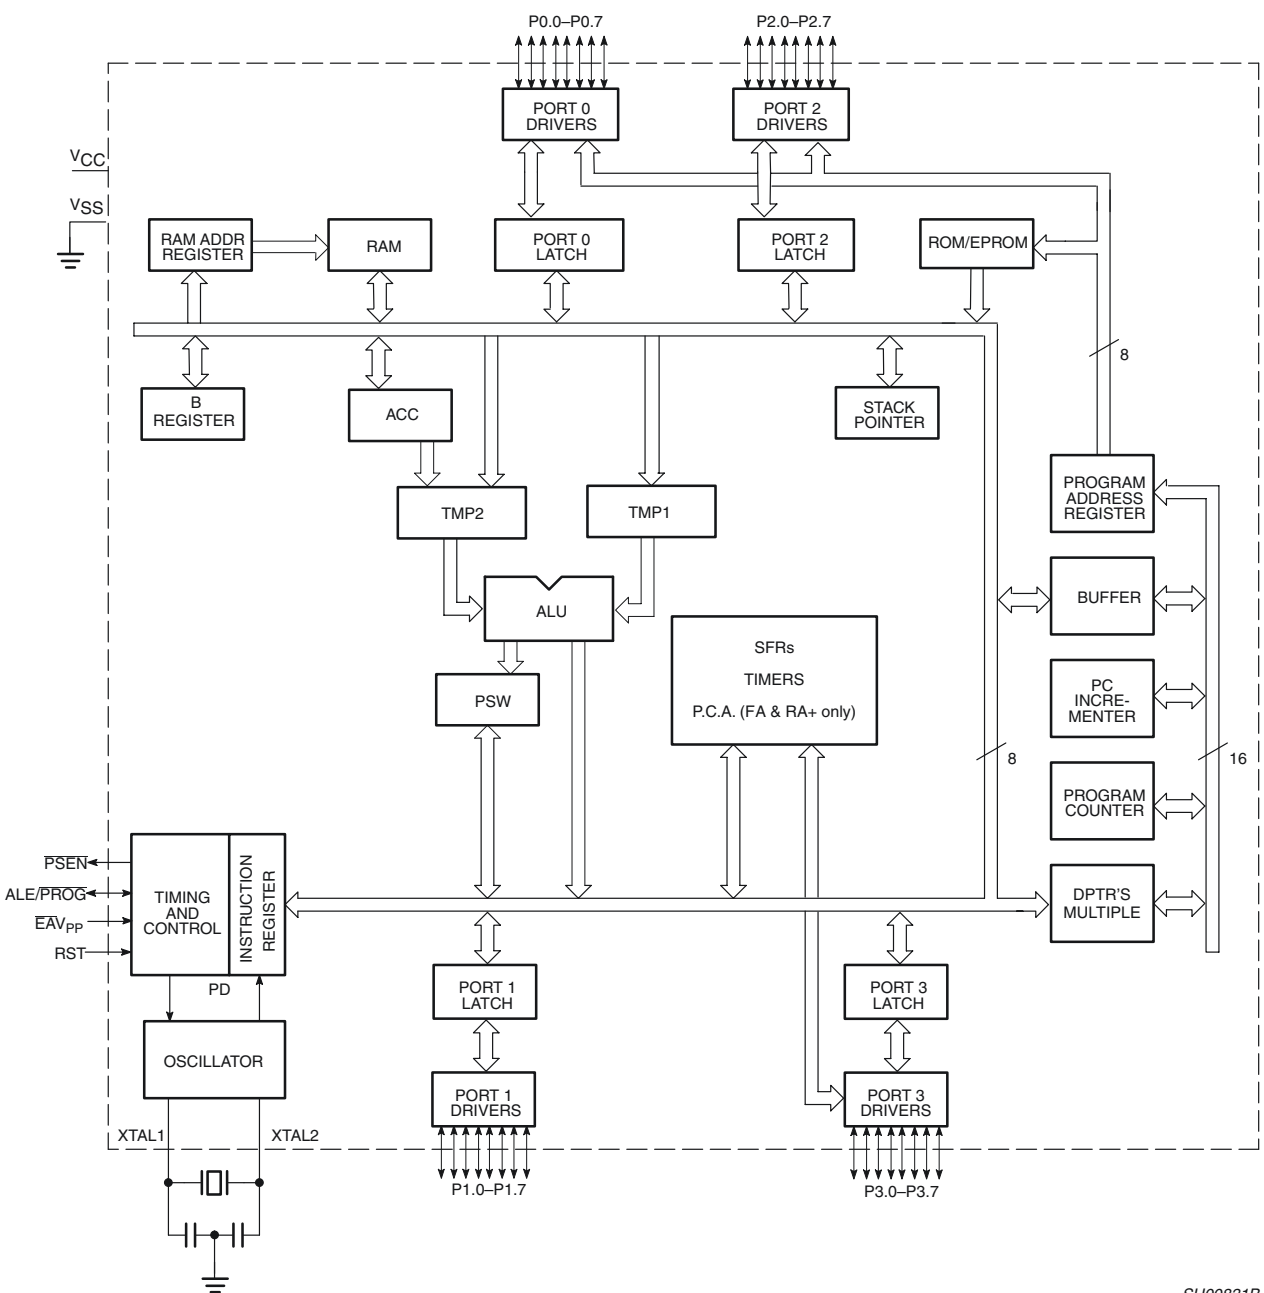 P0.0–P0.7
P2.0–P2.7
PORT 0
DRIVERS
PORT 2
DRIVERS
VCC
VSS
RAM ADDR
REGISTER
RAM
PORT 0
LATCH
PORT 2
LATCH
ROM/EPROM
8
B
REGISTER
ACC
STACK
POINTER
PROGRAM
ADDRESS
REGISTER
TMP2
TMP1
BUFFER
ALU
SFRs
TIMERS
P.C.A. (FA & RA+ only)
PSW
PC
INCRE-
MENTER
8
16
PROGRAM
COUNTER
PSEN
ALE/PROG
EAVPP
RST
TIMING
AND
CONTROL
INSTRUCTION
REGISTER
DPTR'S
MULTIPLE
PD
PORT 1
LATCH
PORT 3
LATCH
OSCILLATOR
PORT 1
DRIVERS
PORT 3
DRIVERS
XTAL1
XTAL2
P1.0–P1.7
P3.0–P3.7